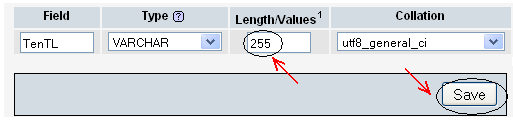 Field Type ? Length/Values1 Collation
TenTL VARCHAR 255 utf8_general_ci
Save